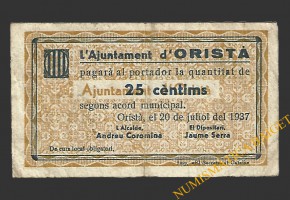 L'Ajuntament d'ORISTÀ
pagarà al portador la quantitat de
Ajuntament
25 cèntims
segons acord municipal.
Oristà, el 20 de juliol del 1937
L'Alcalde, El Dipositari,
Andreu Coromina Jaume Serra
De curs local obligatori.